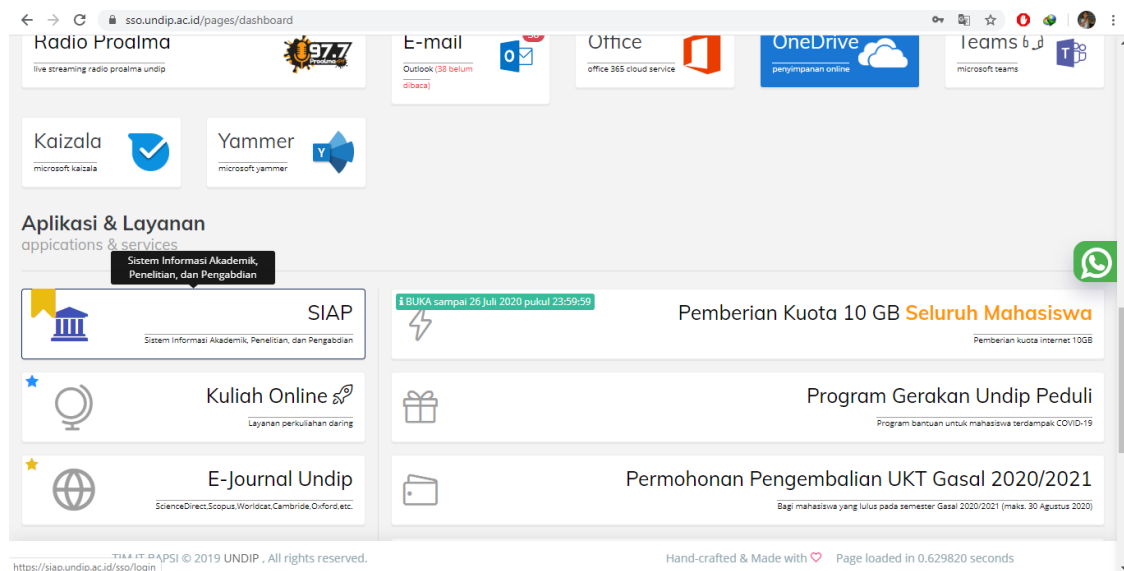 sso.undip.ac.id/pages/dashboard
Radio Proalma
live streaming radio proalma undip
97.7
Proalma
E-mail
Outlook (38 belum
dibaca)
Office
office 365 cloud service
OneDrive
penyimpanan online
Teams
microsoft teams
Kaizala
microsoft kaizala
Yammer
microsoft yammer
Aplikasi & Layanan
appications & services
Sistem Informasi Akademik,
Penelitian, dan Pengabdian
SIAP
Sistem Informasi Akademik, Penelitian, dan Pengabdian
BUKA sampai 26 Juli 2020 pukul 23:59:59
Pemberian Kuota 10 GB Seluruh Mahasiswa
Pemberian kuota internet 10GB
Kuliah Online
Layanan perkuliahan daring
Program Gerakan Undip Peduli
Program bantuan untuk mahasiswa terdampak COVID-19
E-Journal Undip
ScienceDirect,Scopus,Worldcat,Cambride,Oxford,etc.
Permohonan Pengembalian UKT Gasal 2020/2021
Bagi mahasiswa yang lulus pada semester Gasal 2020/2021 (maks. 30 Agustus 2020)
TIM IT BAPSI © 2019 UNDIP . All rights reserved.
Hand-crafted & Made with Page loaded in 0.629820 seconds
https://siap.undip.ac.id/sso/login